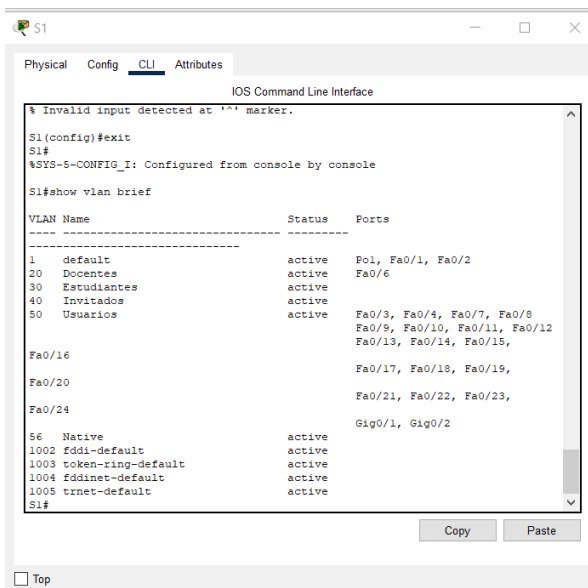 S1
Physical Config CLI Attributes
IOS Command Line Interface
% Invalid input detected at '^' marker.
S1(config)#exit
S1#
%SYS-5-CONFIG_I: Configured from console by console
S1#show vlan brief
VLAN Name Status Ports
---- -------------------------------- ---------
-------------------------------
1 default active Po1, Fa0/1, Fa0/2
20 Docentes active Fa0/6
30 Estudiantes active
40 Invitados active
50 Usuarios active Fa0/3, Fa0/4, Fa0/7, Fa0/8
Fa0/9, Fa0/10, Fa0/11, Fa0/12
Fa0/13, Fa0/14, Fa0/15,
Fa0/16
Fa0/17, Fa0/18, Fa0/19,
Fa0/20
Fa0/21, Fa0/22, Fa0/23,
Fa0/24
Gig0/1, Gig0/2
56 Native active
1002 fddi-default active
1003 token-ring-default active
1004 fddinet-default active
1005 trnet-default active
S1#
Copy Paste
Top